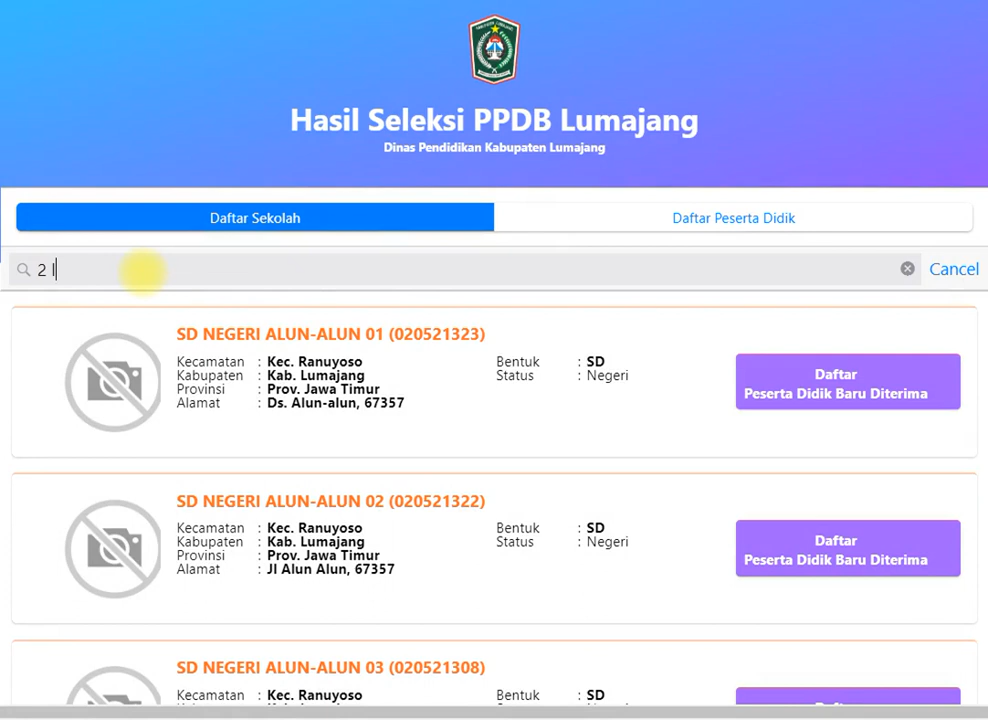 Hasil Seleksi PPDB Lumajang
Dinas Pendidikan Kabupaten Lumajang
Daftar Sekolah
Daftar Peserta Didik
2 l
Cancel
SD NEGERI ALUN-ALUN 01 (020521323)
Kecamatan : Kec. Ranuyoso
Kabupaten : Kab. Lumajang
Provinsi : Prov. Jawa Timur
Alamat : Ds. Alun-alun, 67357
Bentuk : SD
Status : Negeri
Daftar
Peserta Didik Baru Diterima
SD NEGERI ALUN-ALUN 02 (020521322)
Kecamatan : Kec. Ranuyoso
Kabupaten : Kab. Lumajang
Provinsi : Prov. Jawa Timur
Alamat : Jl Alun Alun, 67357
Bentuk : SD
Status : Negeri
Daftar
Peserta Didik Baru Diterima
SD NEGERI ALUN-ALUN 03 (020521308)
Kecamatan : Kec. Ranuyoso
Bentuk : SD